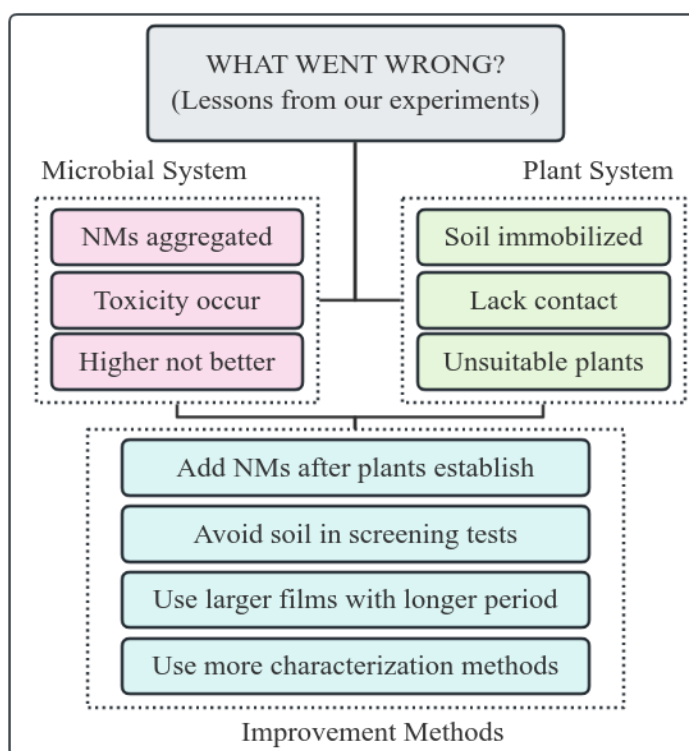 WHAT WENT WRONG?
(Lessons from our experiments)
Microbial System
NMs aggregated
Toxicity occur
Higher not better
Plant System
Soil immobilized
Lack contact
Unsuitable plants
Add NMs after plants establish
Avoid soil in screening tests
Use larger films with longer period
Use more characterization methods
Improvement Methods